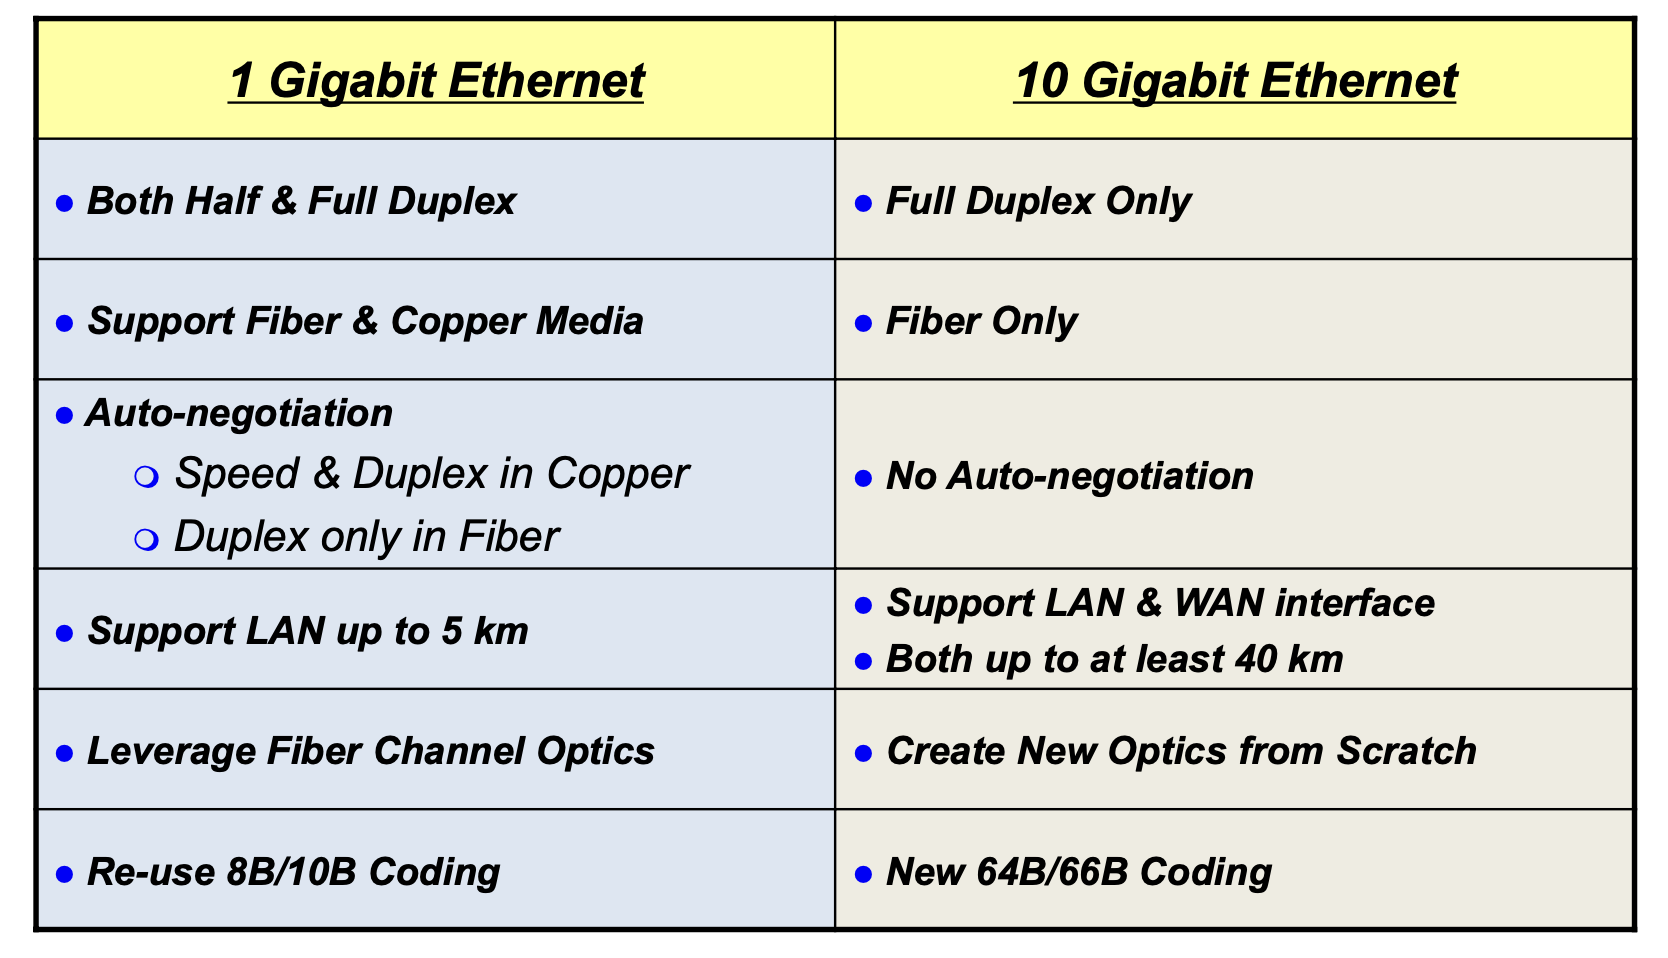 1 Gigabit Ethernet
10 Gigabit Ethernet
● Both Half & Full Duplex
● Full Duplex Only
● Support Fiber & Copper Media
● Fiber Only
● Auto-negotiation
❍ Speed & Duplex in Copper
❍ Duplex only in Fiber
● No Auto-negotiation
● Support LAN up to 5 km
● Support LAN & WAN interface
● Both up to at least 40 km
● Leverage Fiber Channel Optics
● Create New Optics from Scratch
● Re-use 8B/10B Coding
● New 64B/66B Coding